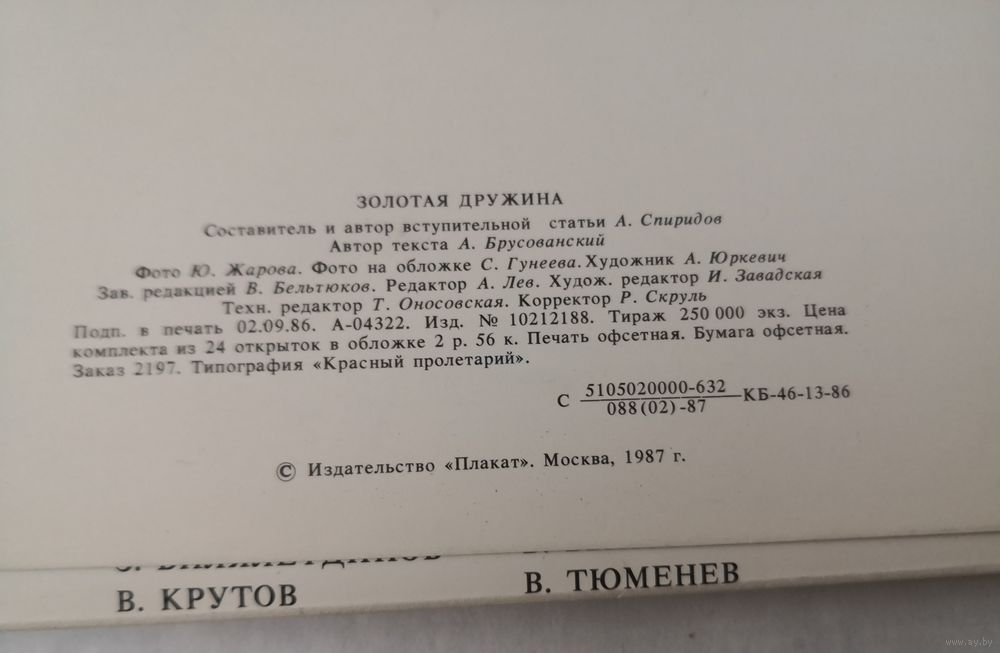 ЗОЛОТАЯ ДРУЖИНА
Составитель и автор вступительной статьи А. Спиридов
Автор текста А. Брусованский
Фото Ю. Жарова. Фото на обложке С. Гунеева. Художник А. Юркевич
Зав. редакцией В. Бельтюков. Редактор А. Лев. Худож. редактор И. Завадская
Техн. редактор Т. Оносовская. Корректор Р. Скруль
Подп. в печать 02.09.86. А-04322. Изд. № 10212188. Тираж 250 000 экз. Цена
комплекта из 24 открыток в обложке 2 р. 56 к. Печать офсетная. Бумага офсетная.
Заказ 2197. Типография «Красный пролетарий».
С 5105020000-632 КБ-46-13-86
088(02)-87
© Издательство «Плакат». Москва, 1987 г.
В. КРУТОВ
В. ТЮМЕНЕВ
www.ay.by